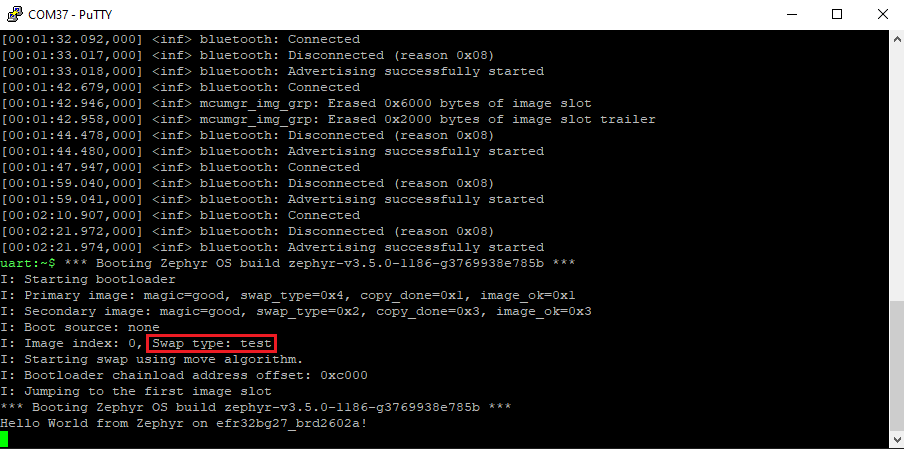 COM37 - PuTTY
[00:01:32.092,000] <inf> bluetooth: Connected
[00:01:33.017,000] <inf> bluetooth: Disconnected (reason 0x08)
[00:01:33.018,000] <inf> bluetooth: Advertising successfully started
[00:01:42.679,000] <inf> bluetooth: Connected
[00:01:42.946,000] <inf> mcumgr_img_grp: Erased 0x6000 bytes of image slot
[00:01:42.958,000] <inf> mcumgr_img_grp: Erased 0x2000 bytes of image slot trailer
[00:01:44.478,000] <inf> bluetooth: Disconnected (reason 0x08)
[00:01:44.480,000] <inf> bluetooth: Advertising successfully started
[00:01:47.947,000] <inf> bluetooth: Connected
[00:01:59.040,000] <inf> bluetooth: Disconnected (reason 0x08)
[00:01:59.041,000] <inf> bluetooth: Advertising successfully started
[00:02:10.907,000] <inf> bluetooth: Connected
[00:02:21.972,000] <inf> bluetooth: Disconnected (reason 0x08)
[00:02:21.974,000] <inf> bluetooth: Advertising successfully started
uart:~$ *** Booting Zephyr OS build zephyr-v3.5.0-1186-g3769938e785b ***
I: Starting bootloader
I: Primary image: magic=good, swap_type=0x4, copy_done=0x1, image_ok=0x1
I: Secondary image: magic=good, swap_type=0x2, copy_done=0x3, image_ok=0x3
I: Boot source: none
I: Image index: 0, Swap type: test
I: Starting swap using move algorithm.
I: Bootloader chainload address offset: 0xc000
I: Jumping to the first image slot
*** Booting Zephyr OS build zephyr-v3.5.0-1186-g3769938e785b ***
Hello World from Zephyr on efr32bg27_brd2602a!